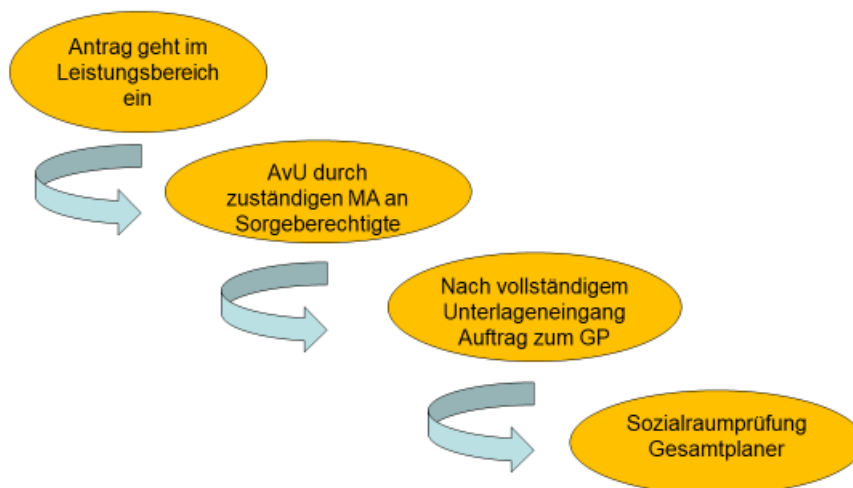 Antrag geht im
Leistungsbereich
ein
AvU durch
zuständigen MA an
Sorgeberechtigte
Nach vollständigem
Unterlageneingang
Auftrag zum GP
Sozialraumprüfung
Gesamtplaner